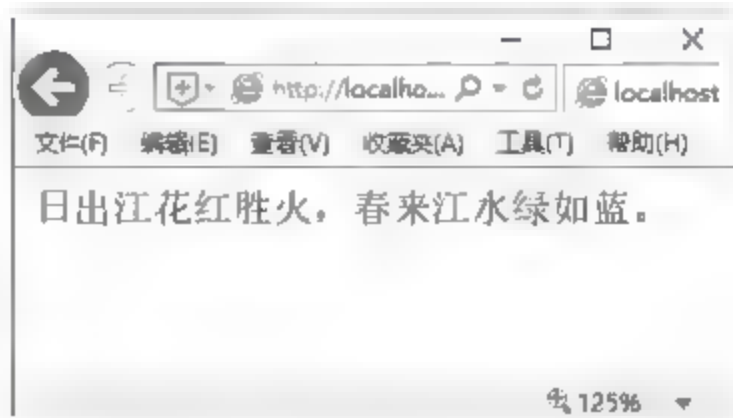 http://localho...
localhost
文件(F) 编辑(E) 查看(V) 收藏夹(A) 工具(T) 帮助(H)
日出江花红胜火，春来江水绿如蓝。
125%